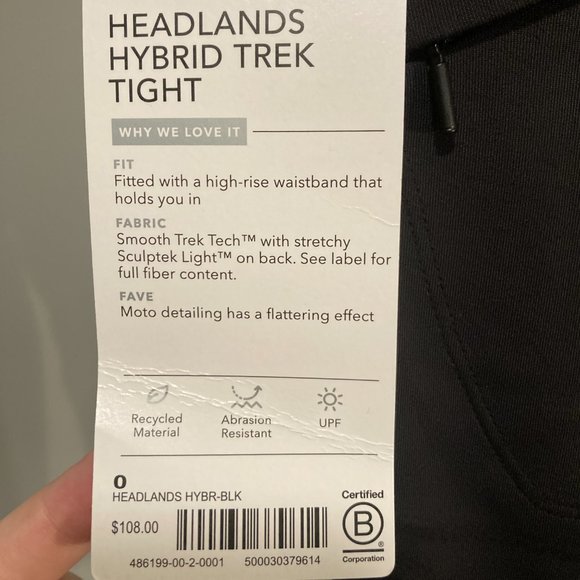 HEADLANDS
HYBRID TREK
TIGHT
WHY WE LOVE IT
FIT
Fitted with a high-rise waistband that
holds you in
FABRIC
Smooth Trek Tech™ with stretchy
Sculptek Light™ on back. See label for
full fiber content.
FAVE
Moto detailing has a flattering effect
Recycled
Material
Abrasion
Resistant
UPF
0
HEADLANDS HYBR-BLK
$108.00
486199-00-2-0001 500030379614
Certified
B
®
Corporation